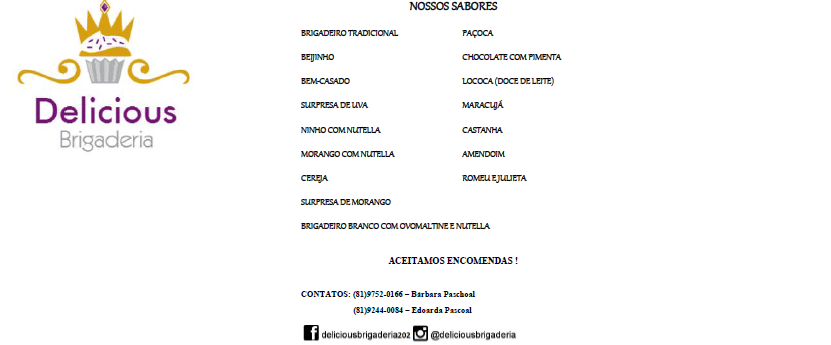 Delicious
Brigaderia
NOSSOS SABORES
BRIGADEIRO TRADICIONAL
PAÇOCA
BEIJINHO
CHOCOLATE COM PIMENTA
BEM-CASADO
LOCOCA (DOCE DE LEITE)
SURPRESA DE UVA
MARACUJÁ
NINHO COM NUTELLA
CASTANHA
MORANGO COM NUTELLA
AMENDOIM
CEREJA
ROMEU E JULIETA
SURPRESA DE MORANGO
BRIGADEIRO BRANCO COM OVOMALTINE E NUTELLA
ACEITAMOS ENCOMENDAS !
CONTATOS: (81)9752-0166 – Bárbara Paschoal
(81)9244-0084 – Edoarda Pascoal
deliciousbrigaderia202 @deliciousbrigaderia